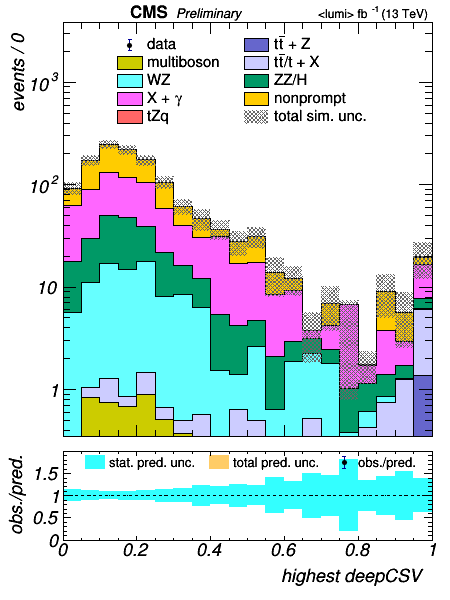 CMS Preliminary <lumi> fb⁻¹ (13 TeV)
events / 0
data
multiboson
WZ
X + γ
tZq
tt̄ + Z
tt̄/t + X
ZZ/H
nonprompt
total sim. unc.
10³
10²
10
1
obs./pred.
stat. pred. unc. total pred. unc. obs./pred.
1.5
1
0.5
0
0 0.2 0.4 0.6 0.8 1
highest deepCSV